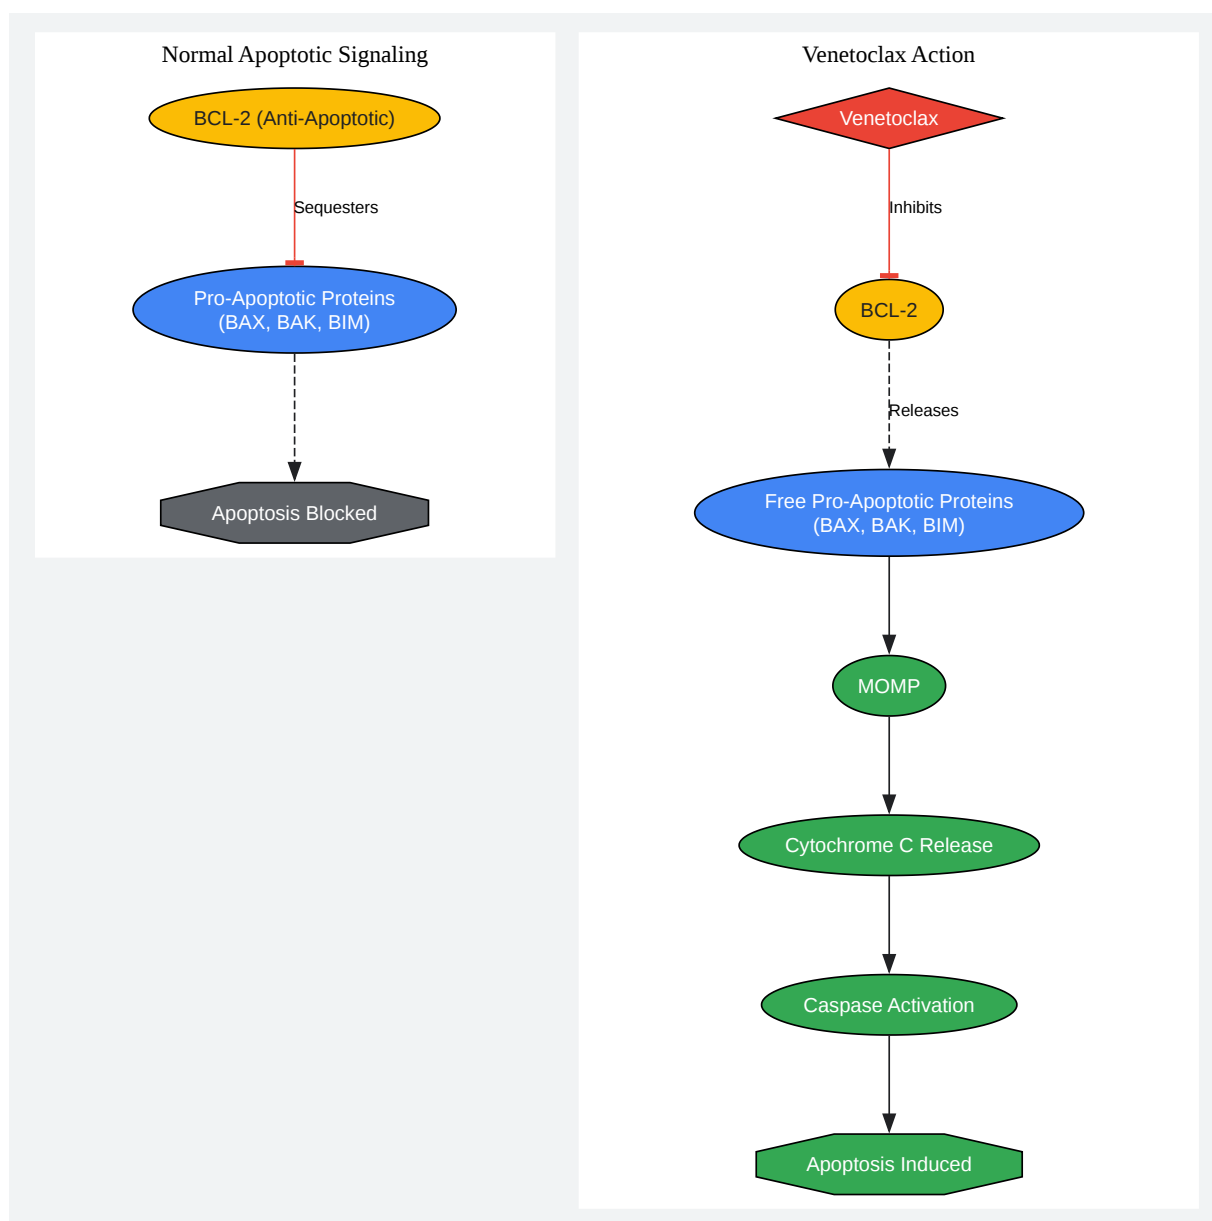 Normal Apoptotic Signaling
BCL-2 (Anti-Apoptotic)
Sequesters
Pro-Apoptotic Proteins
(BAX, BAK, BIM)
Apoptosis Blocked
Venetoclax Action
Venetoclax
Inhibits
BCL-2
Releases
Free Pro-Apoptotic Proteins
(BAX, BAK, BIM)
MOMP
Cytochrome C Release
Caspase Activation
Apoptosis Induced